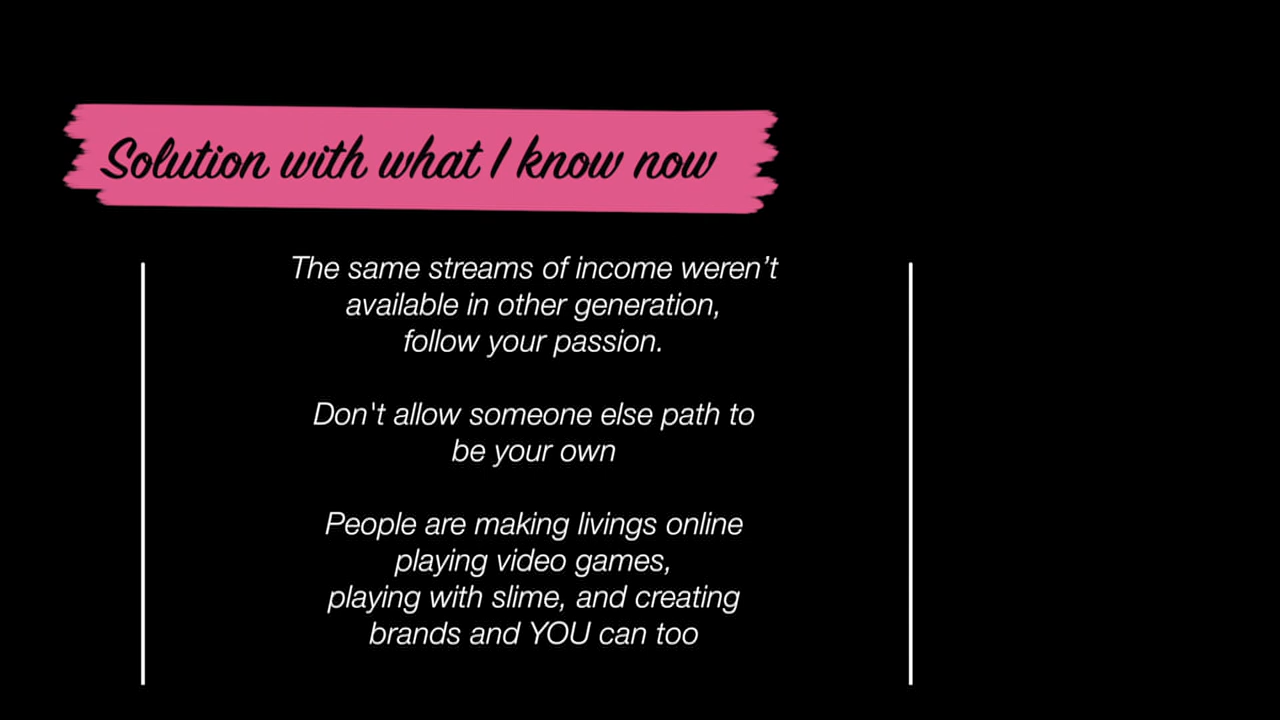 Solution with what I know now
The same streams of income weren’t
available in other generation,
follow your passion.
Don't allow someone else path to
be your own
People are making livings online
playing video games,
playing with slime, and creating
brands and YOU can too